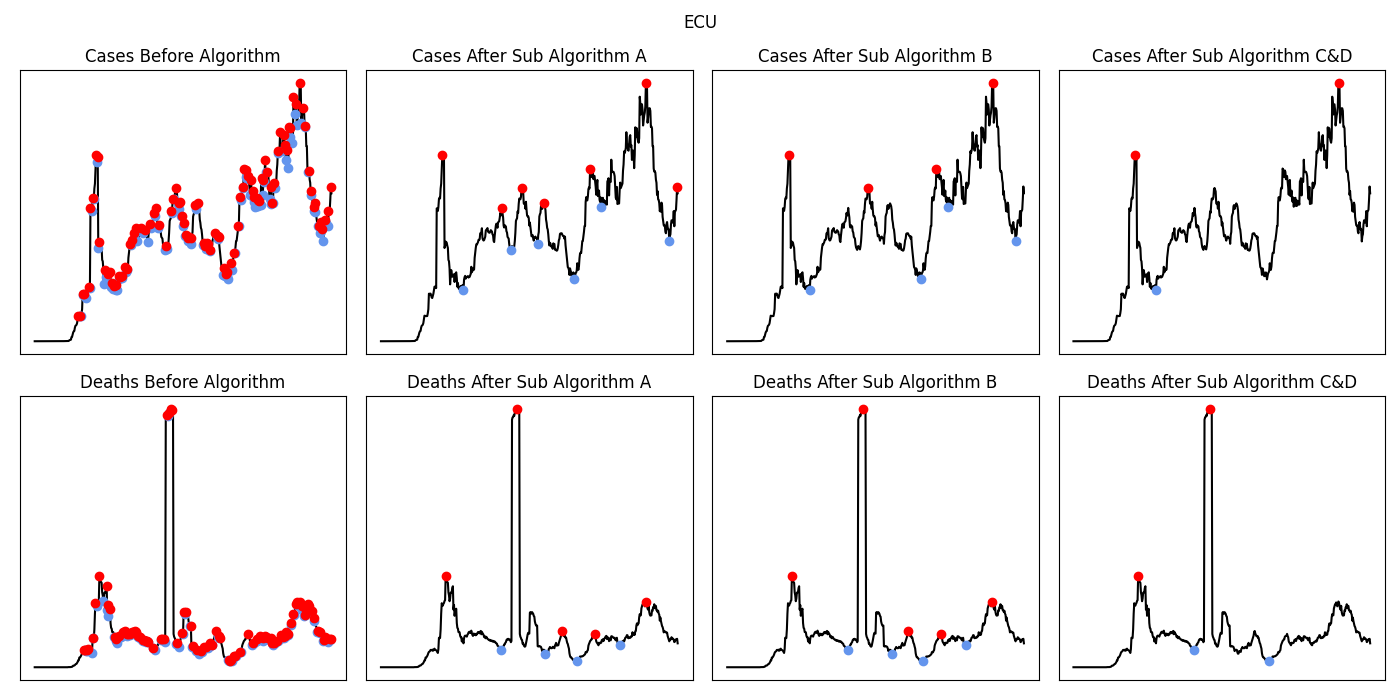 ECU
Cases Before Algorithm
Cases After Sub Algorithm A
Cases After Sub Algorithm B
Cases After Sub Algorithm C&D
Deaths Before Algorithm
Deaths After Sub Algorithm A
Deaths After Sub Algorithm B
Deaths After Sub Algorithm C&D